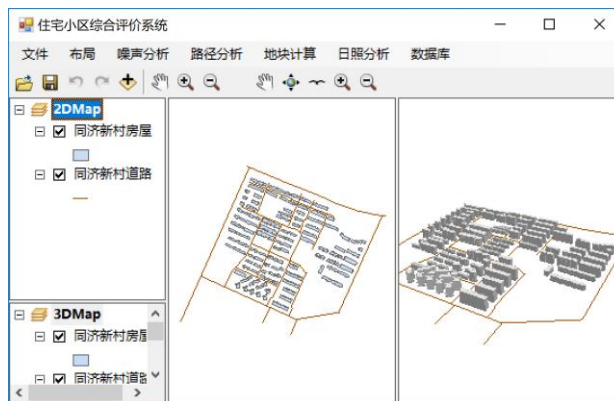 住宅小区综合评价系统
文件 布局 噪声分析 路径分析 地块计算 日照分析 数据库
2DMap
同济新村房屋
同济新村道路
3DMap
同济新村房屋
同济新村道路